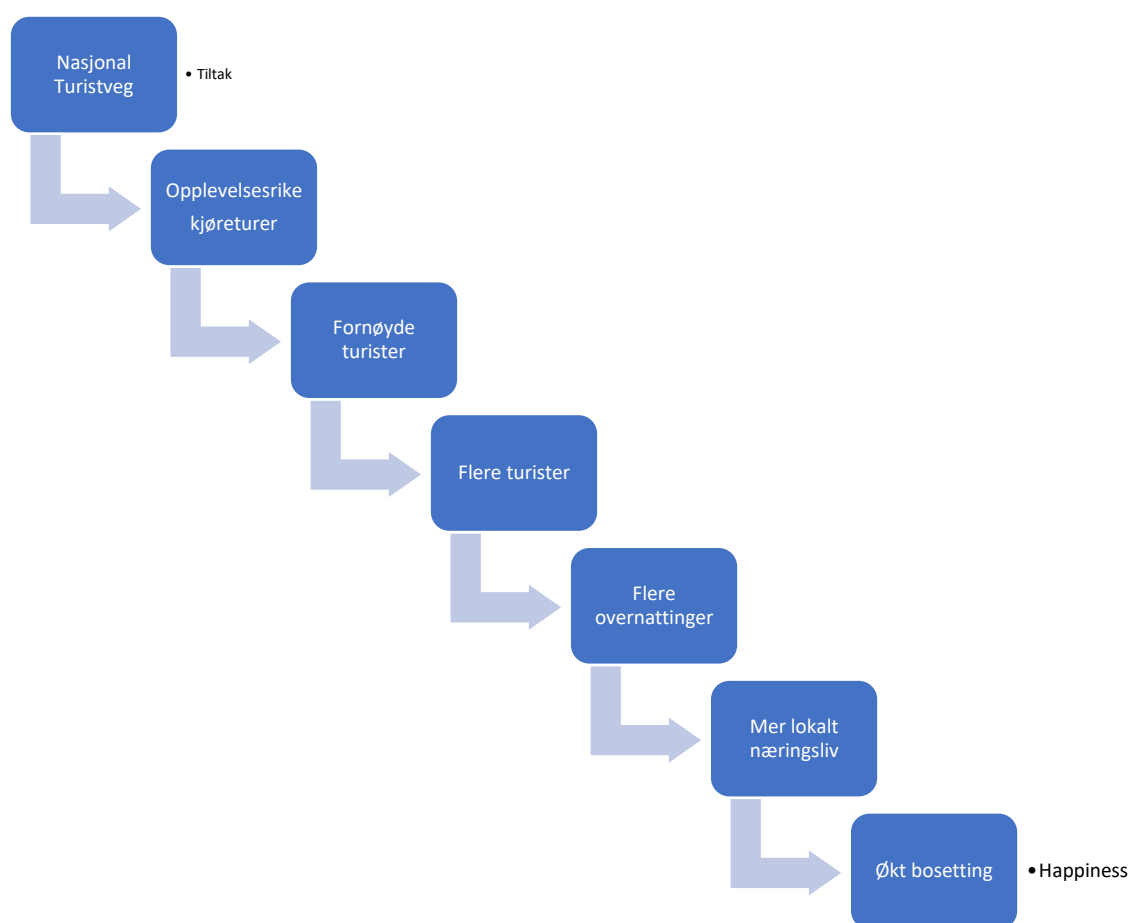 Nasjonal
Turistveg
• Tiltak
Opplevelsesrike
kjøreturer
Fornøyde
turister
Flere turister
Flere
overnattinger
Mer lokalt
næringsliv
Økt bosetting
• Happiness